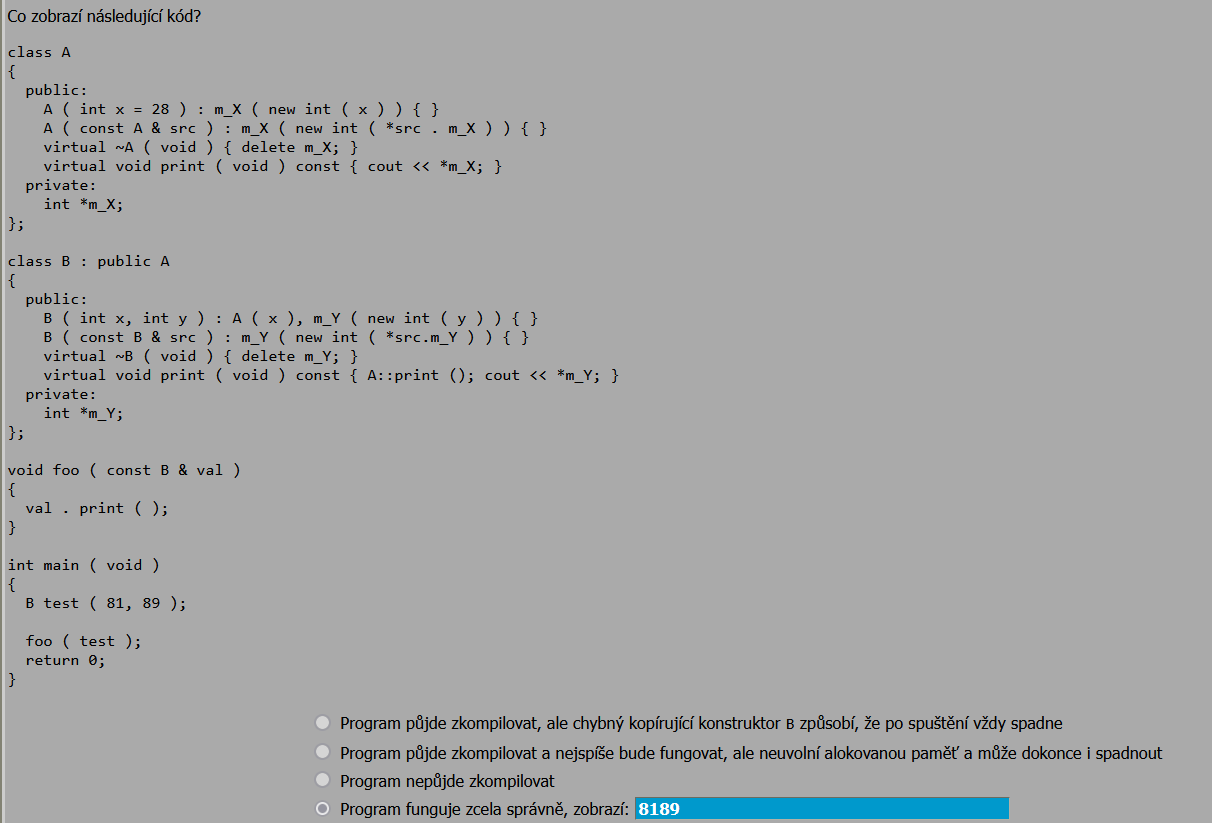 Co zobrazí následující kód?
class A
{
  public:
    A ( int x = 28 ) : m_X ( new int ( x ) ) { }
    A ( const A & src ) : m_X ( new int ( *src . m_X ) ) { }
    virtual ~A ( void ) { delete m_X; }
    virtual void print ( void ) const { cout << *m_X; }
  private:
    int *m_X;
};
class B : public A
{
  public:
    B ( int x, int y ) : A ( x ), m_Y ( new int ( y ) ) { }
    B ( const B & src ) : m_Y ( new int ( *src.m_Y ) ) { }
    virtual ~B ( void ) { delete m_Y; }
    virtual void print ( void ) const { A::print (); cout << *m_Y; }
  private:
    int *m_Y;
};
void foo ( const B & val )
{
  val . print ( );
}
int main ( void )
{
  B test ( 81, 89 );
  foo ( test );
  return 0;
}
Program půjde zkompilovat, ale chybný kopírující konstruktor B způsobí, že po spuštění vždy spadne
Program půjde zkompilovat a nejspíše bude fungovat, ale neuvolní alokovanou paměť a může dokonce i spadnout
Program nepůjde zkompilovat
Program funguje zcela správně, zobrazí: 8189